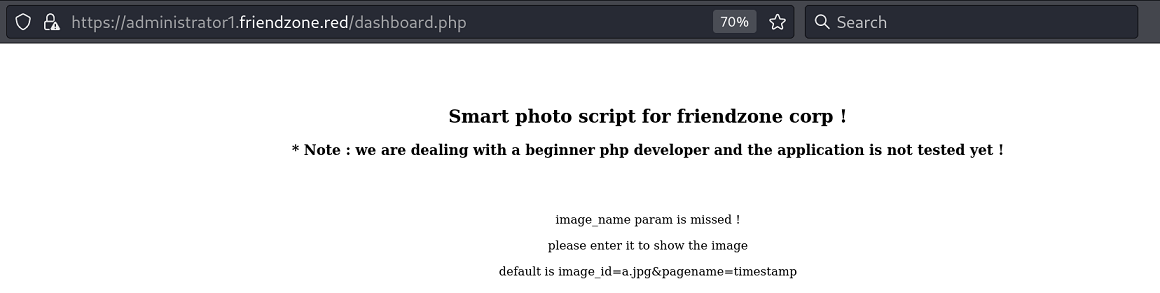 https://administrator1.friendzone.red/dashboard.php 70% Search
Smart photo script for friendzone corp !
* Note : we are dealing with a beginner php developer and the application is not tested yet !
image_name param is missed !
please enter it to show the image
default is image_id=a.jpg&pagename=timestamp